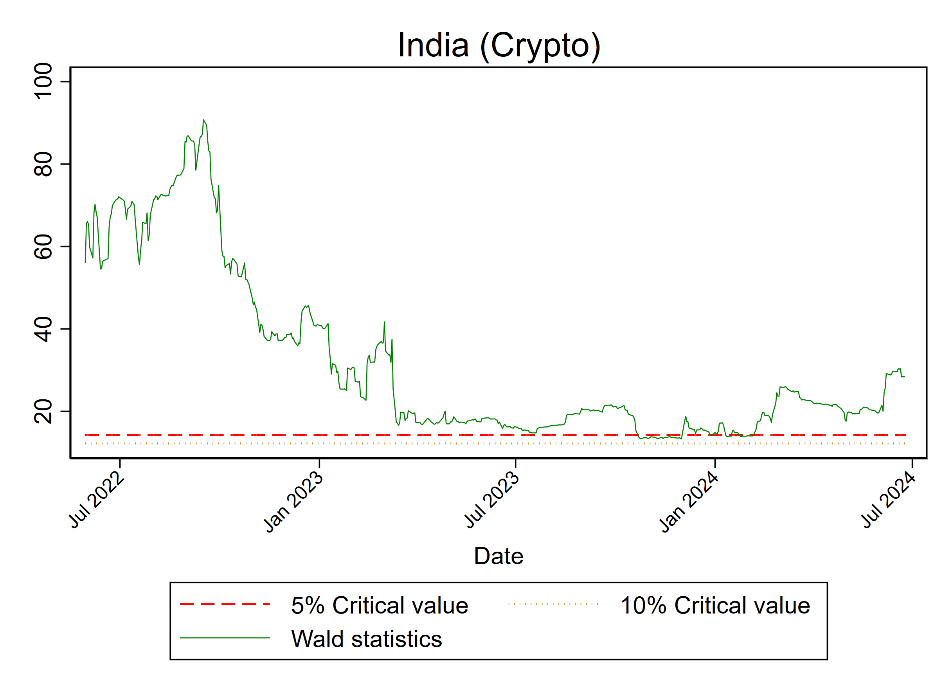 India (Crypto)
100
80
60
40
20
Jul 2022
Jan 2023
Jul 2023
Jan 2024
Jul 2024
Date
5% Critical value
10% Critical value
Wald statistics